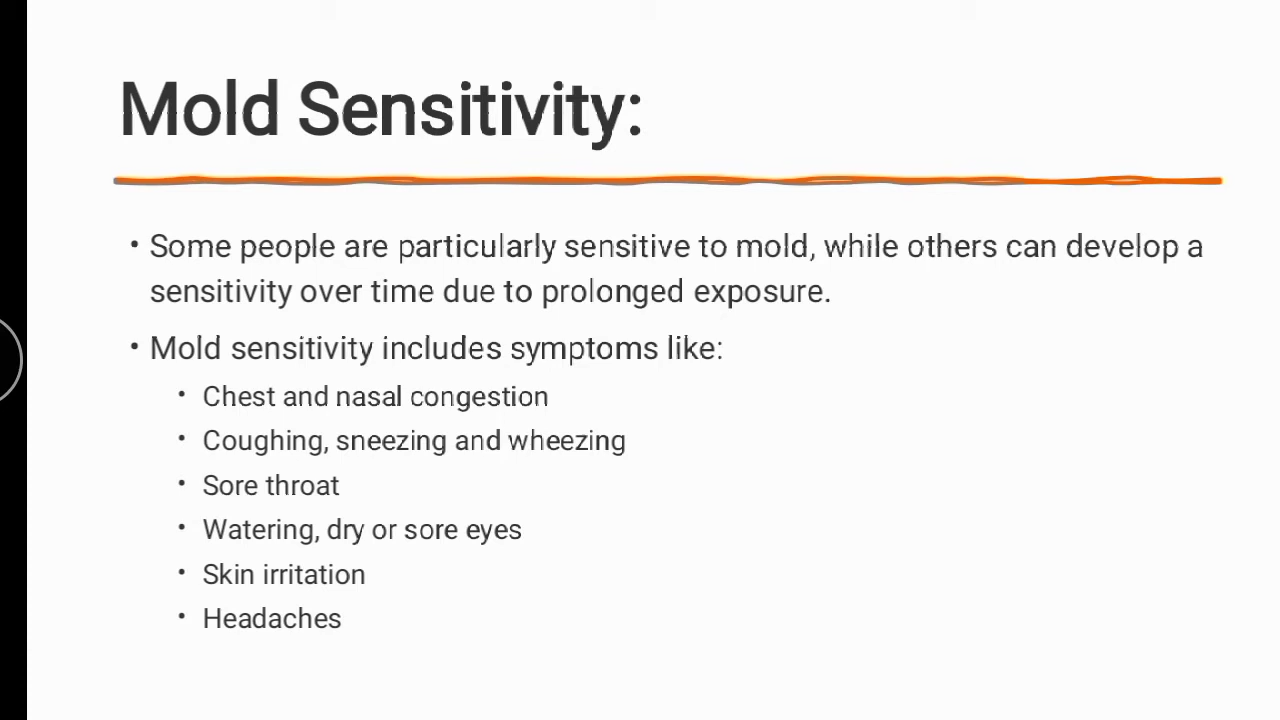 Mold Sensitivity:
• Some people are particularly sensitive to mold, while others can develop a
sensitivity over time due to prolonged exposure.
• Mold sensitivity includes symptoms like:
• Chest and nasal congestion
• Coughing, sneezing and wheezing
• Sore throat
• Watering, dry or sore eyes
• Skin irritation
• Headaches